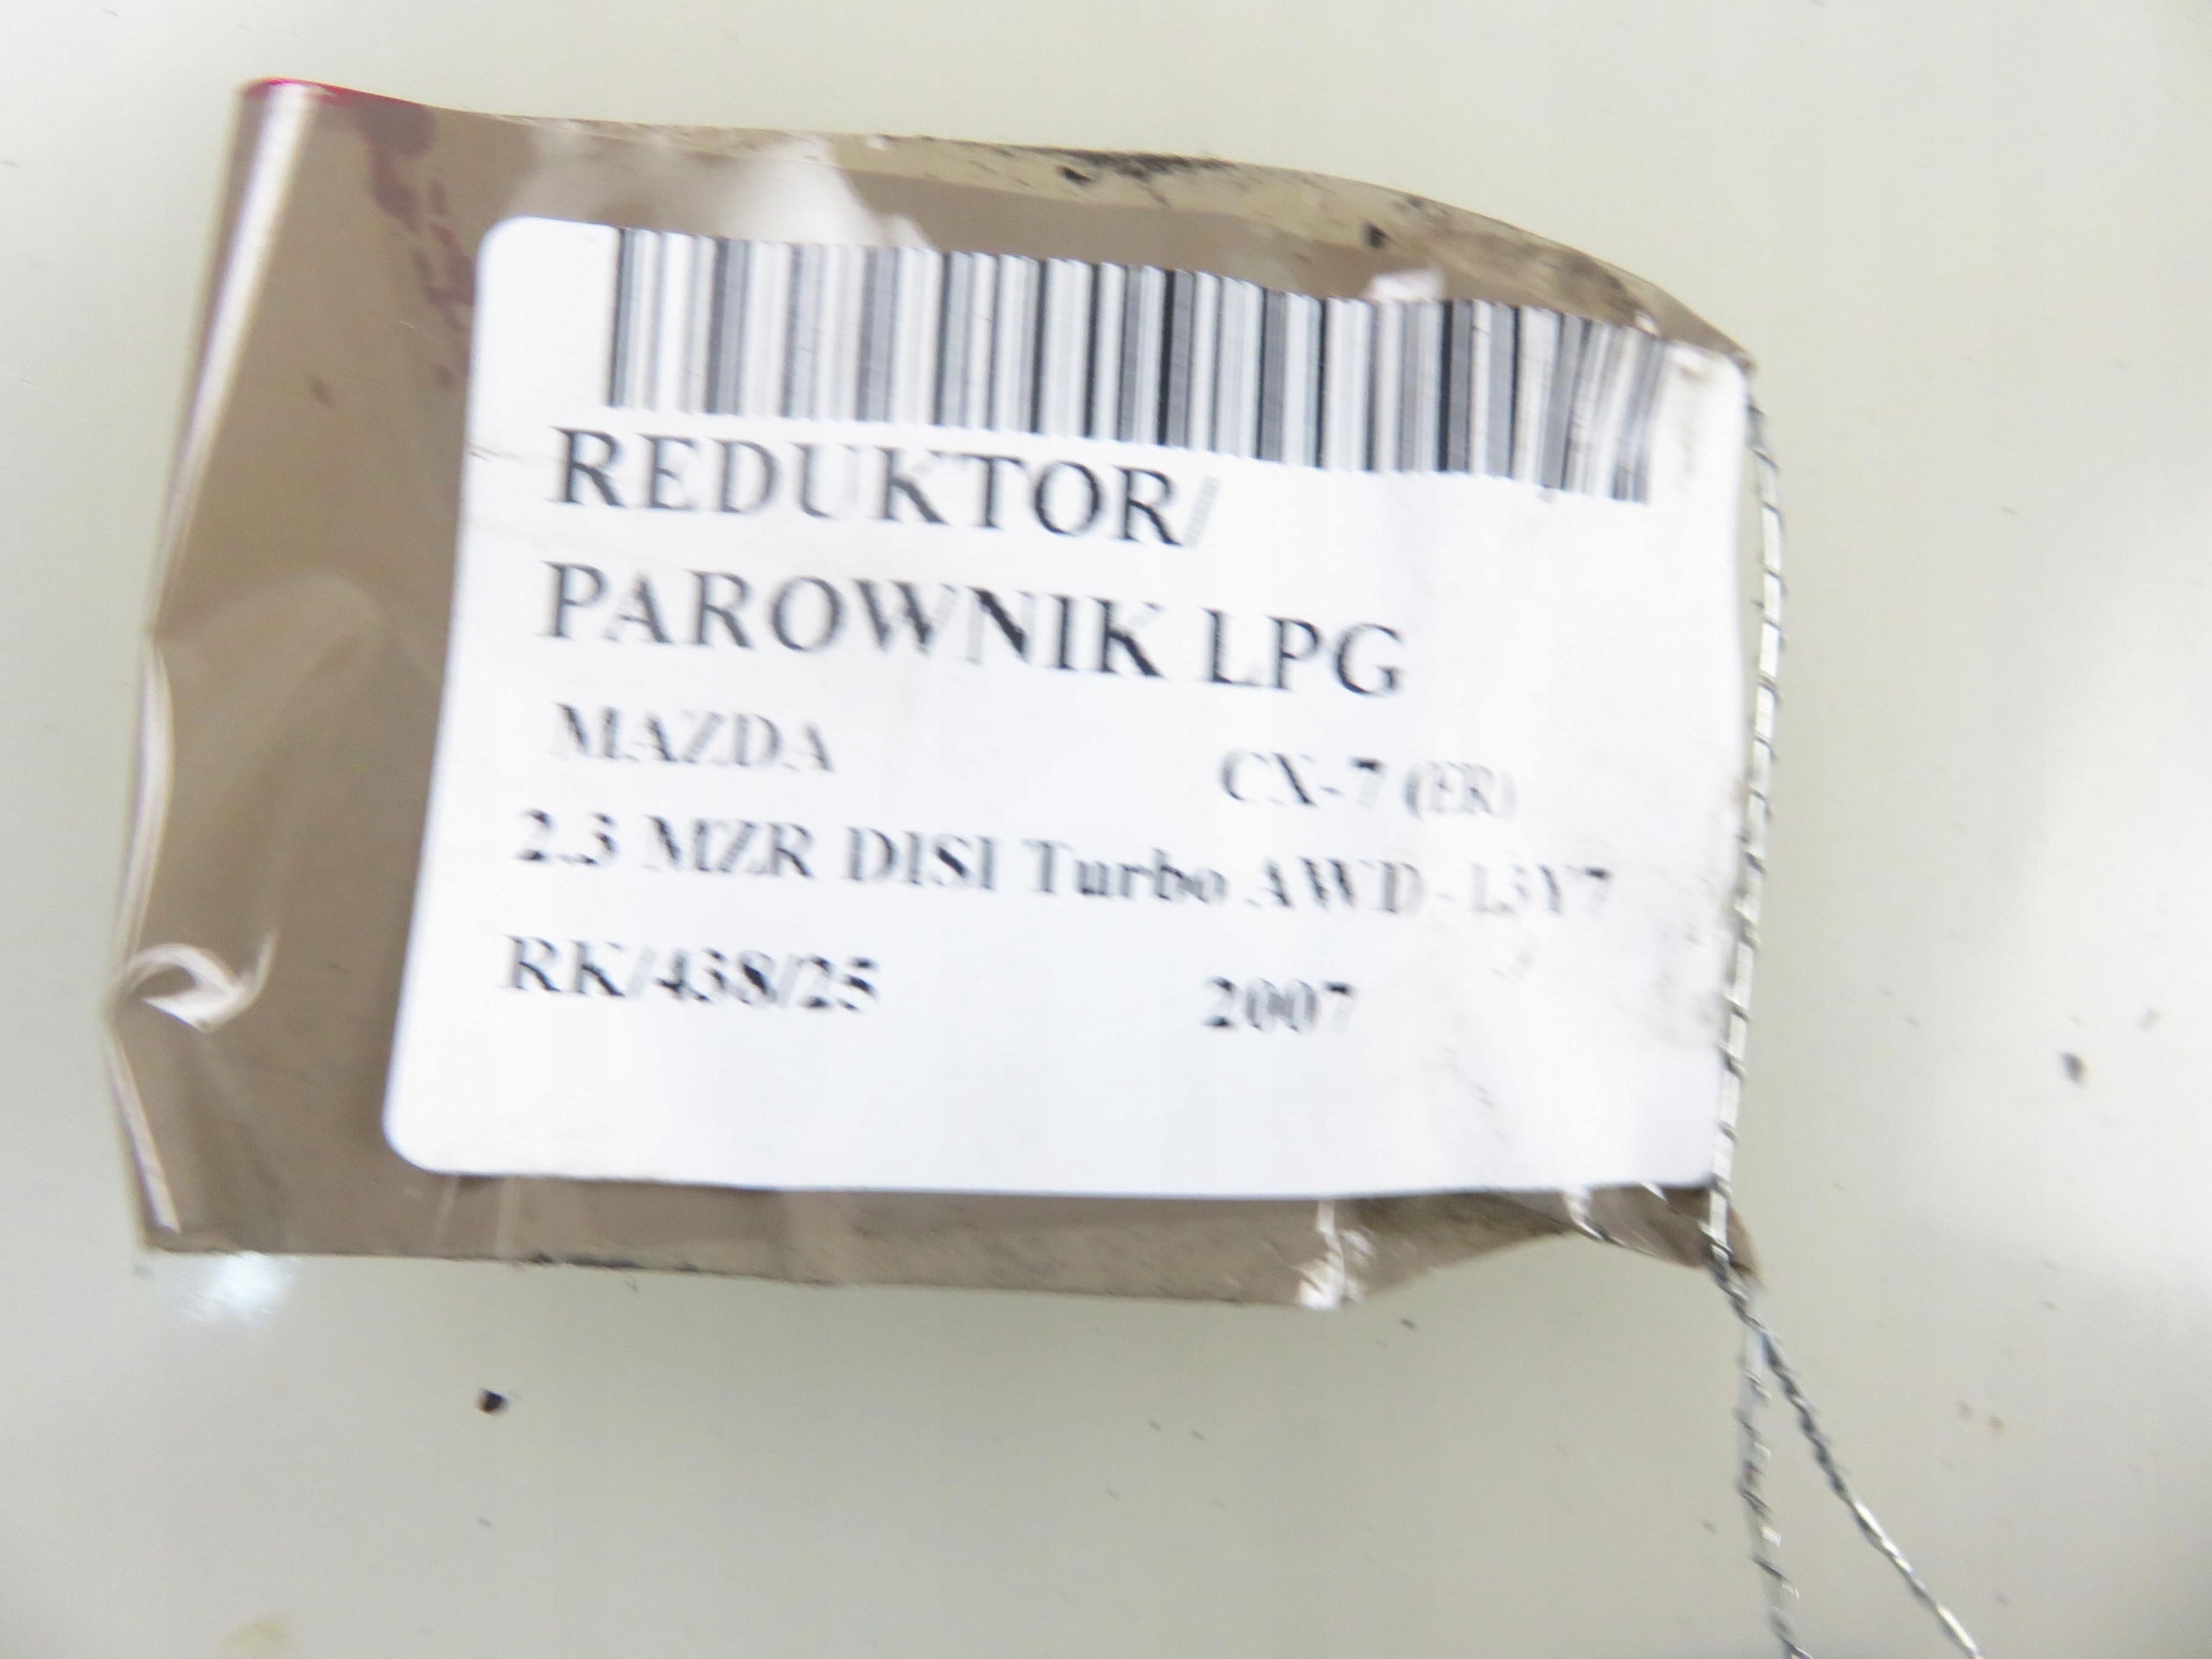 REDUKTOR/
PAROWNIK LPG
MAZDA CX-7 (ER)
2.3 MZR DISI Turbo AWD - L3Y7
RK/438/25 2007